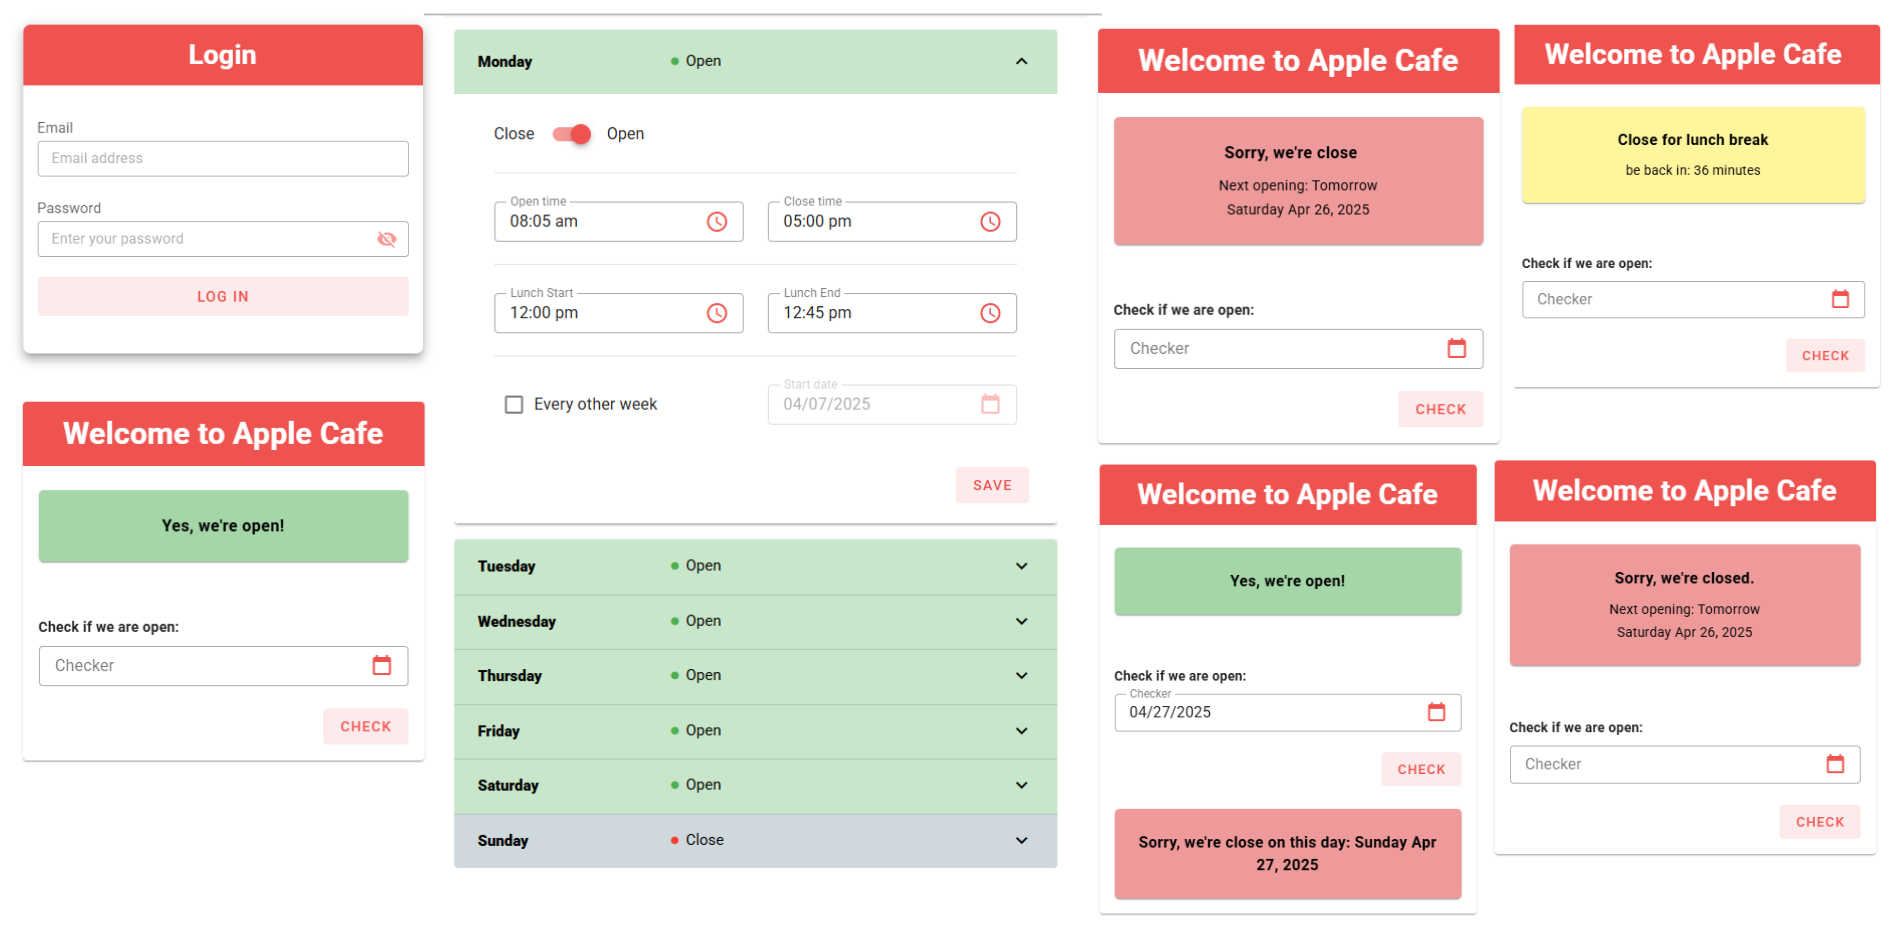 Login
Email
Email address
Password
Enter your password
LOG IN
Welcome to Apple Cafe
Yes, we're open!
Check if we are open:
Checker
CHECK
Monday Open
Close Open
Open time Close time
08:05 am 05:00 pm
Lunch Start Lunch End
12:00 pm 12:45 pm
Start date
Every other week 04/07/2025
SAVE
Tuesday Open
Wednesday Open
Thursday Open
Friday Open
Saturday Open
Sunday Close
Welcome to Apple Cafe
Sorry, we're close
Next opening: Tomorrow
Saturday Apr 26, 2025
Check if we are open:
Checker
CHECK
Welcome to Apple Cafe
Close for lunch break
be back in: 36 minutes
Check if we are open:
Checker
CHECK
Welcome to Apple Cafe
Yes, we're open!
Check if we are open:
Checker
04/27/2025
CHECK
Sorry, we're close on this day: Sunday Apr
27, 2025
Welcome to Apple Cafe
Sorry, we're closed.
Next opening: Tomorrow
Saturday Apr 26, 2025
Check if we are open:
Checker
CHECK